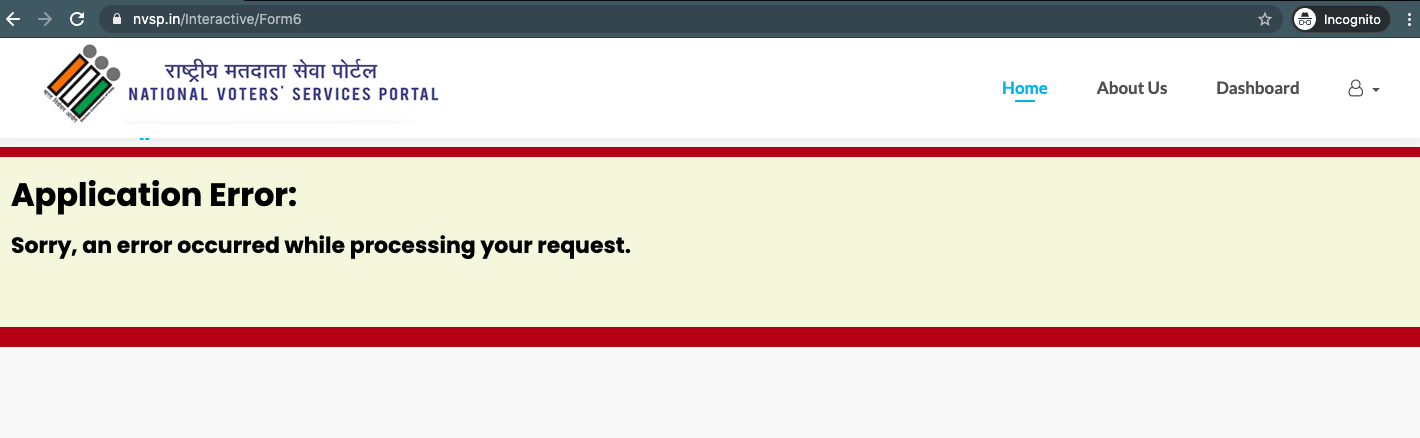 nvsp.in/Interactive/Form6
Incognito
राष्ट्रीय मतदाता सेवा पोर्टल
NATIONAL VOTERS' SERVICES PORTAL
Home
About Us
Dashboard
Application Error:
Sorry, an error occurred while processing your request.